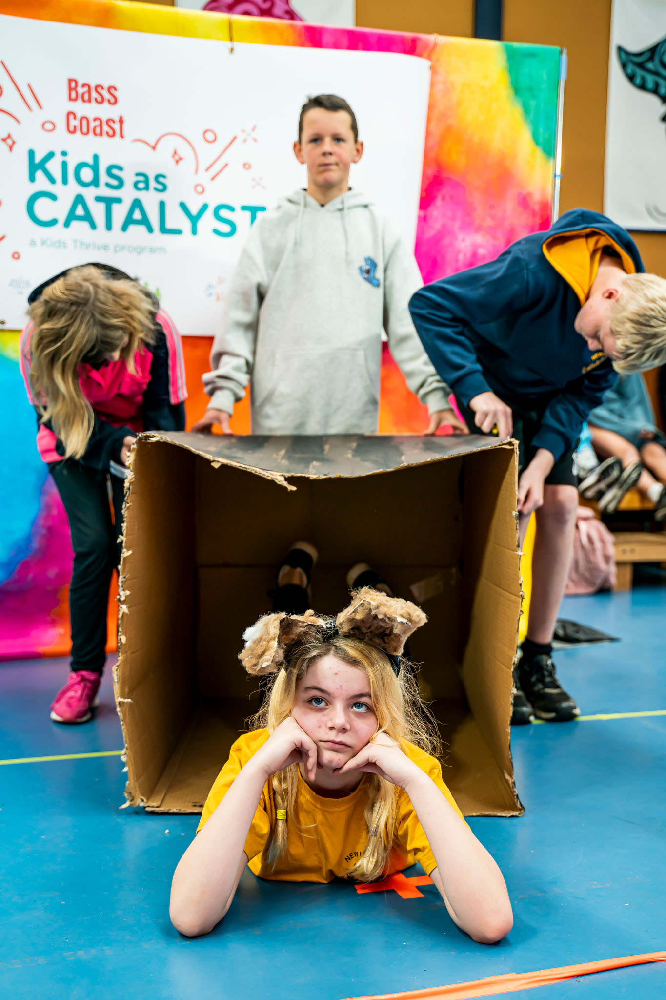 Bass
Coast
Kids as
CATALYST
a Kids Thrive program